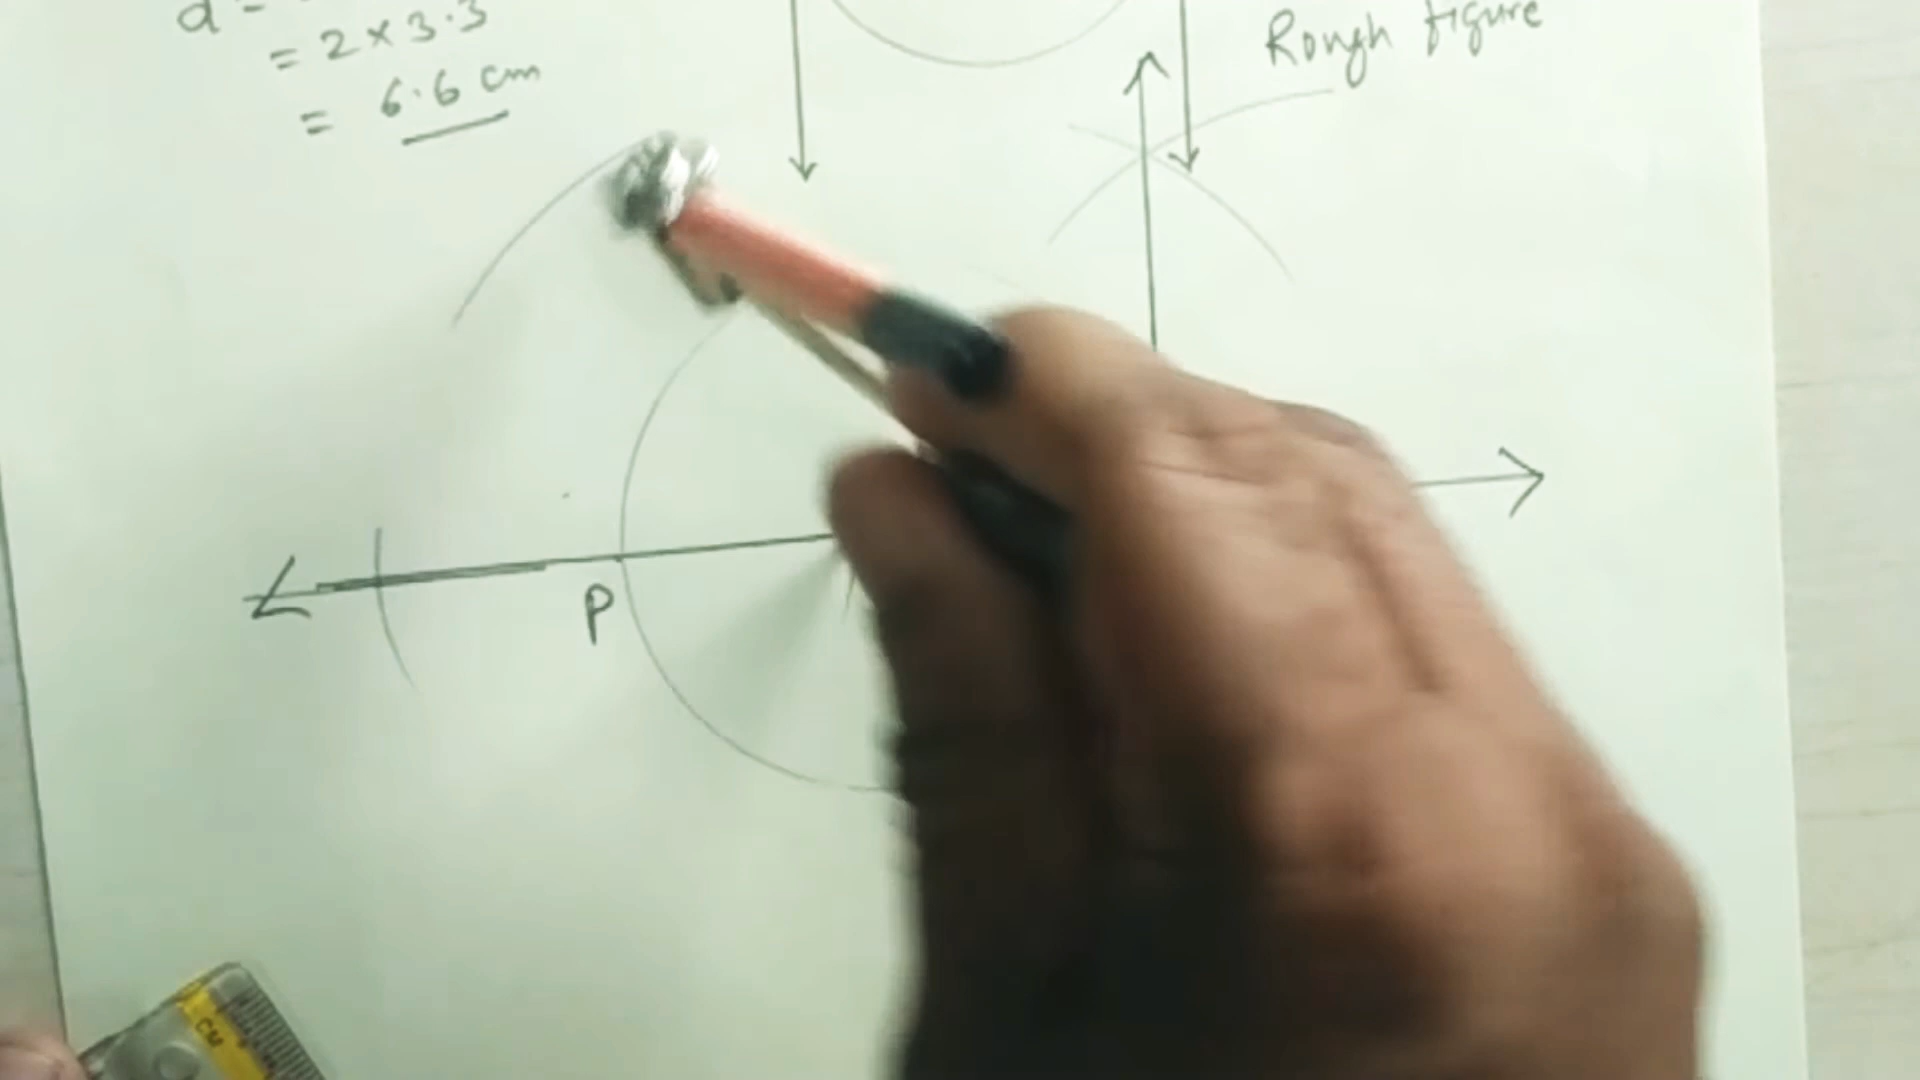 d =
= 2 × 3.3
= 6.6 cm
Rough figure
P